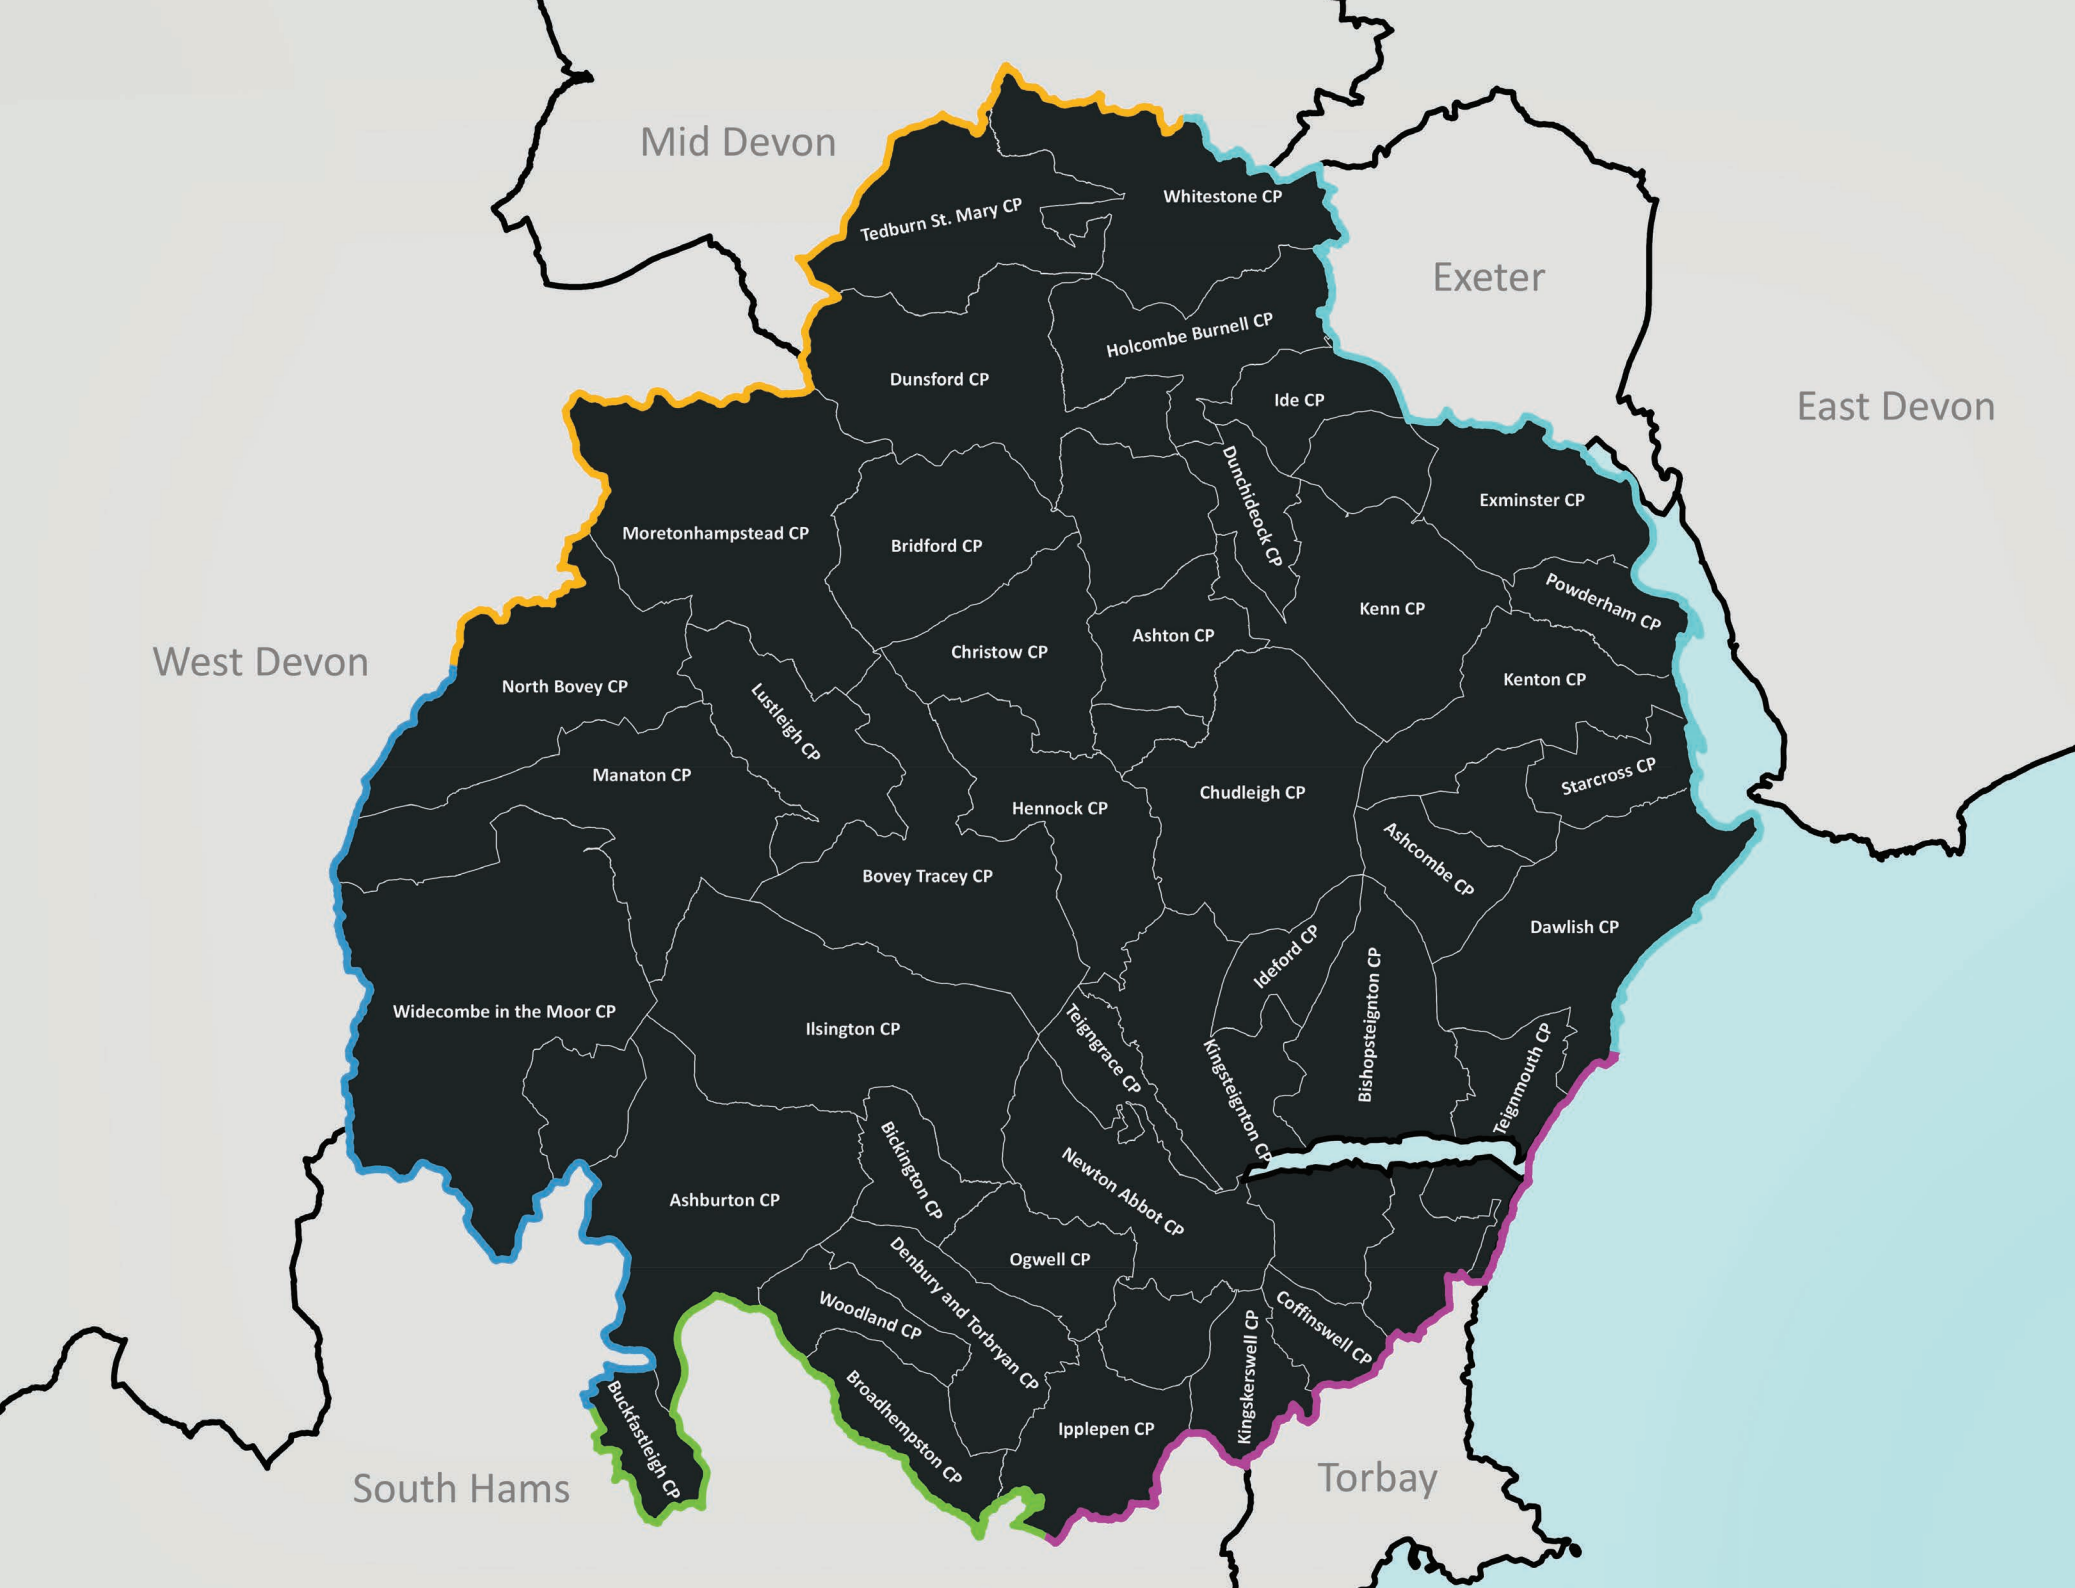 Mid Devon
Whitestone CP
Tedburn St. Mary CP
Exeter
Holcombe Burnell CP
Dunsford CP
Ide CP
East Devon
Dunchideock CP
Exminster CP
Moretonhampstead CP
Bridford CP
Powderham CP
Kenn CP
Ashton CP
Christow CP
West Devon
North Bovey CP
Kenton CP
Lustleigh CP
Manaton CP
Starcross CP
Chudleigh CP
Hennock CP
Ashcombe CP
Bovey Tracey CP
Dawlish CP
Ideford CP
Bishopsteignton CP
Widecombe in the Moor CP
Ilsington CP
Teigngrace CP
Teignmouth CP
Kingsteignton CP
Bickington CP
Newton Abbot CP
Ashburton CP
Ogwell CP
Denbury and Torbryan CP
Woodland CP
Coffinswell CP
Kingskerswell CP
Broadhempston CP
Ipplepen CP
Buckfastleigh CP
South Hams
Torbay